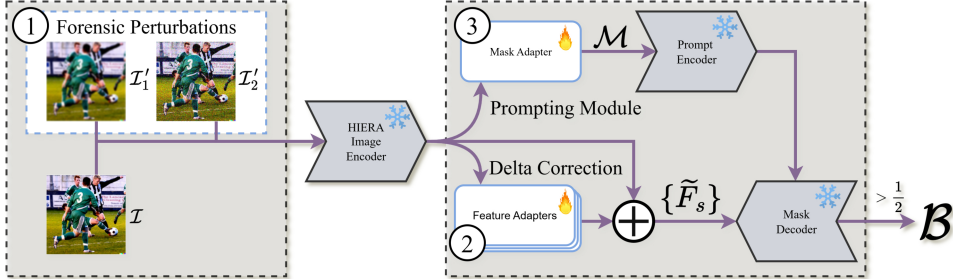 1
Forensic Perturbations
I′₁
I′₂
I
HIERA
Image
Encoder
3
Mask Adapter
M
Prompt
Encoder
Prompting Module
Delta Correction
Feature Adapters
2
{F̃ₛ}
Mask
Decoder
> 1/2
B